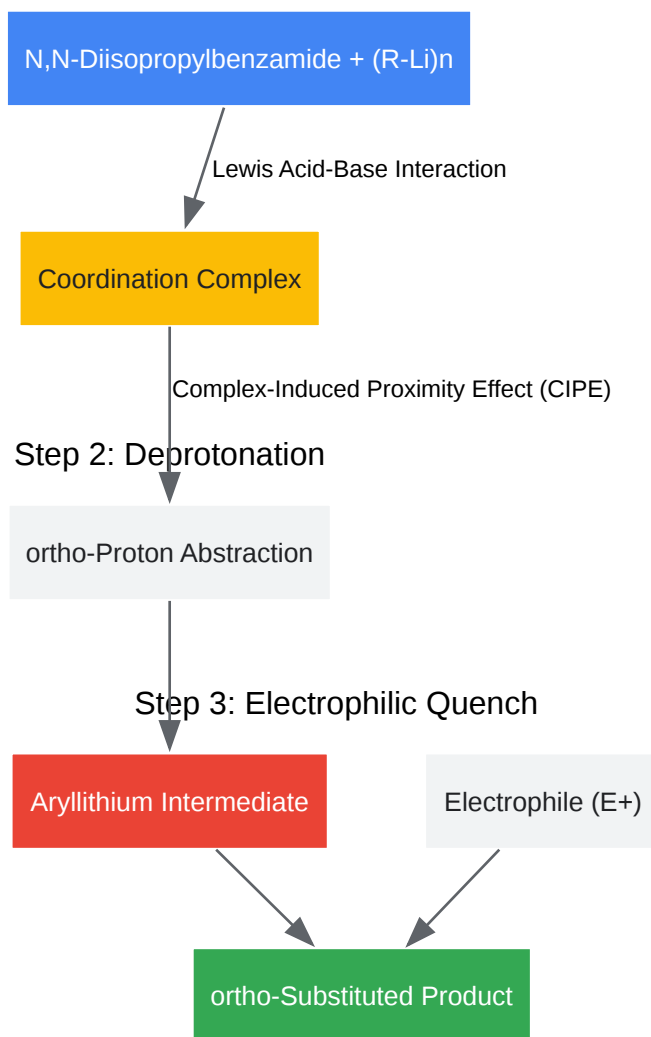 N,N-Diisopropylbenzamide + (R-Li)n
Lewis Acid-Base Interaction
Coordination Complex
Complex-Induced Proximity Effect (CIPE)
Step 2: Deprotonation
ortho-Proton Abstraction
Step 3: Electrophilic Quench
Aryllithium Intermediate
Electrophile (E+)
ortho-Substituted Product